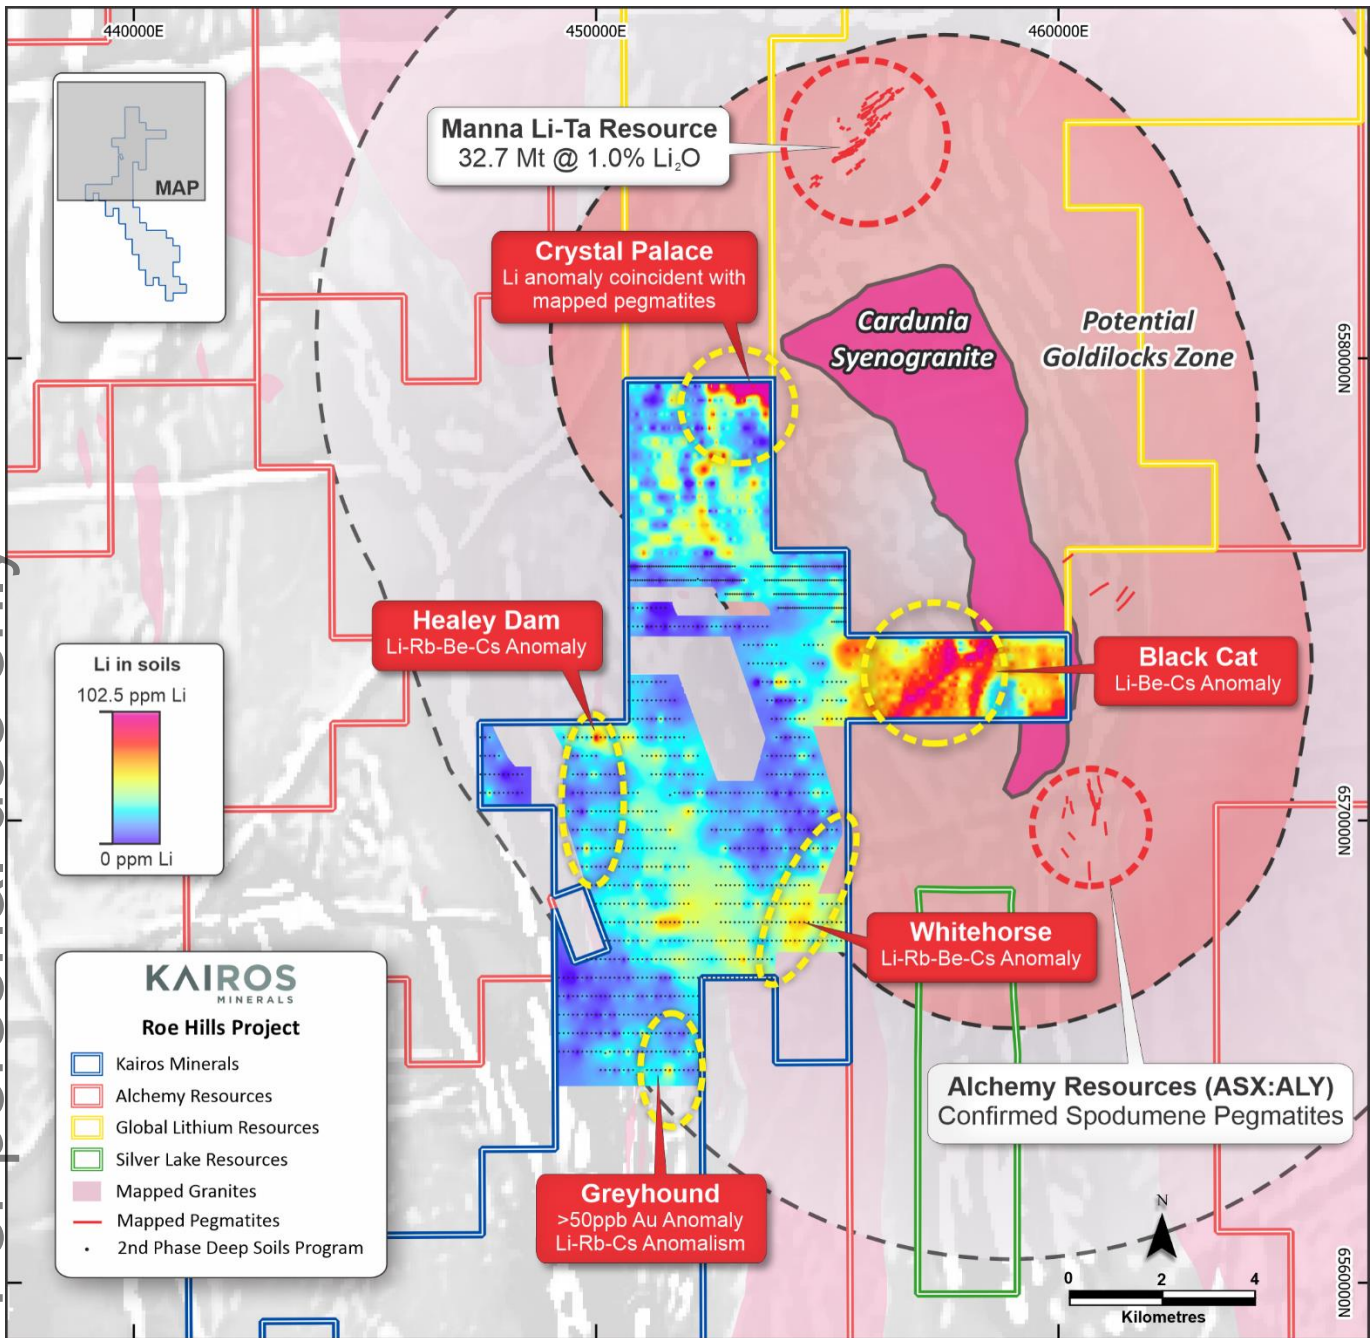 440000E
450000E
460000E
MAP
Manna Li-Ta Resource
32.7 Mt @ 1.0% Li₂O
Crystal Palace
Li anomaly coincident with
mapped pegmatites
Cardunia
Syenogranite
Potential
Goldilocks Zone
6580000N
Healey Dam
Li-Rb-Be-Cs Anomaly
Black Cat
Li-Be-Cs Anomaly
Li in soils
102.5 ppm Li
0 ppm Li
6570000N
Whitehorse
Li-Rb-Be-Cs Anomaly
KAIROS
MINERALS
Roe Hills Project
Kairos Minerals
Alchemy Resources
Global Lithium Resources
Silver Lake Resources
Mapped Granites
Mapped Pegmatites
2nd Phase Deep Soils Program
Alchemy Resources (ASX:ALY)
Confirmed Spodumene Pegmatites
Greyhound
>50ppb Au Anomaly
Li-Rb-Cs Anomalism
N
0 2 4
Kilometres
6560000N